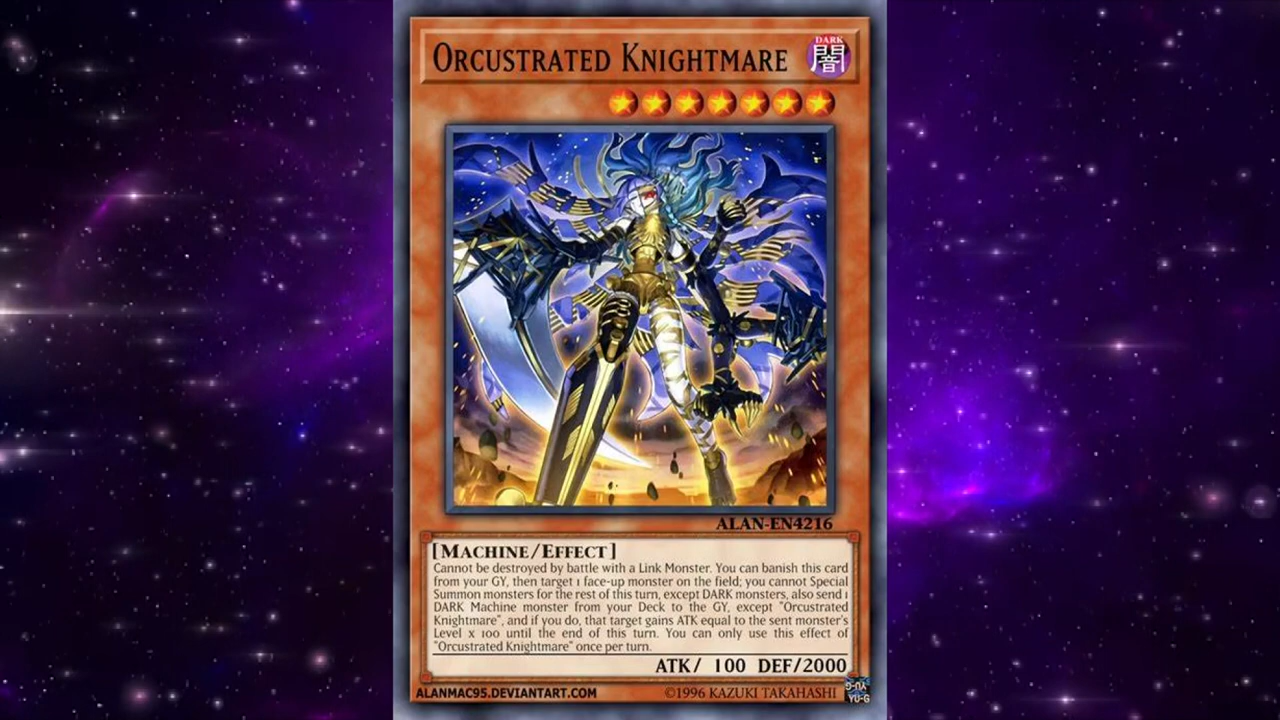 Orcustrated Knightmare
DARK
闇
ALAN-EN4216
[Machine/Effect]
Cannot be destroyed by battle with a Link Monster. You can banish this card
from your GY, then target 1 face-up monster on the field; you cannot Special
Summon monsters for the rest of this turn, except DARK monsters, also send 1
DARK Machine monster from your Deck to the GY, except "Orcustrated
Knightmare", and if you do, that target gains ATK equal to the sent monster's
Level x 100 until the end of this turn. You can only use this effect of
"Orcustrated Knightmare" once per turn.
ATK/ 100 DEF/2000
ALANMAC95.DEVIANTART.COM
©1996 KAZUKI TAKAHASHI